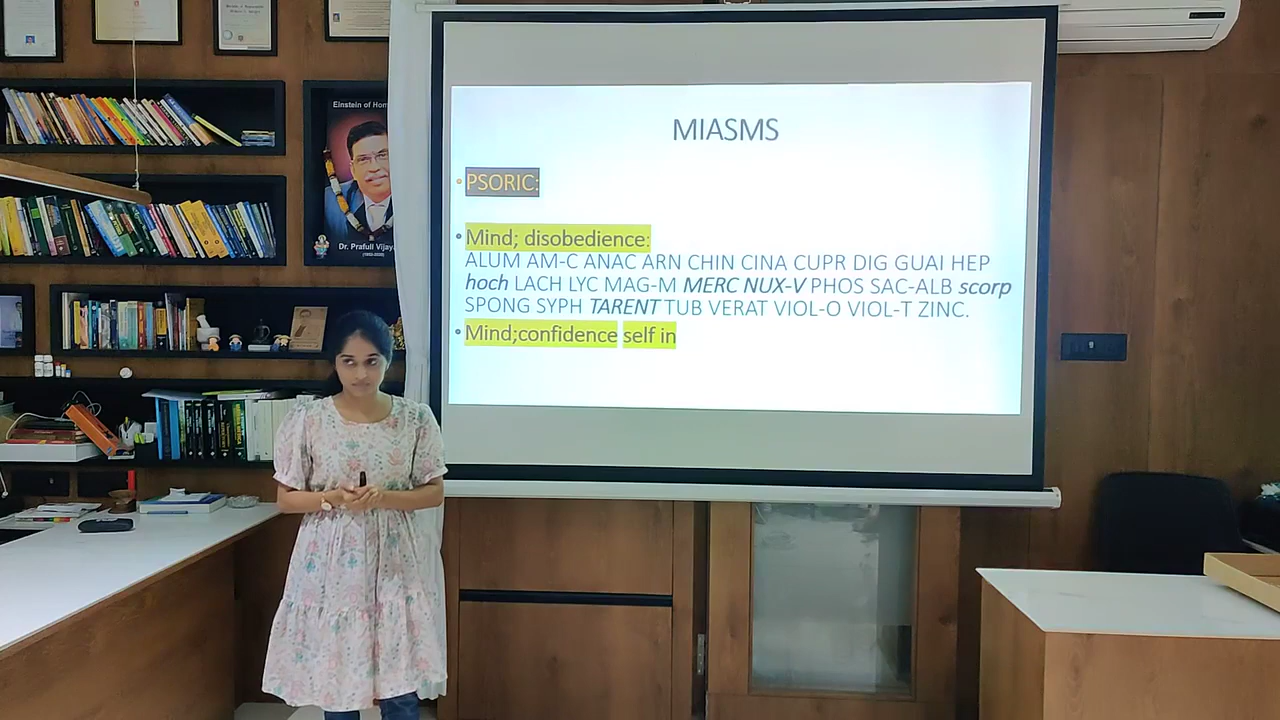 MIASMS
PSORIC:
Mind; disobedience:
ALUM AM-C ANAC ARN CHIN CINA CUPR DIG GUAI HEP
hoch LACH LYC MAG-M MERC NUX-V PHOS SAC-ALB scorp
SPONG SYPH TARENT TUB VERAT VIOL-O VIOL-T ZINC.
Mind;confidence self in
Einstein of Hom
Dr. Prafull Vijay